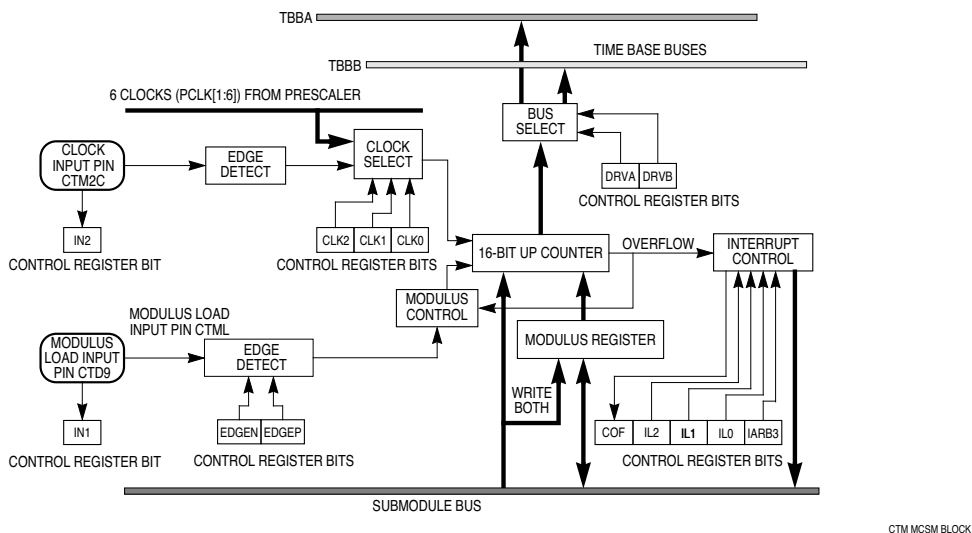 TBBA
TIME BASE BUSES
TBBB
6 CLOCKS (PCLK[1:6]) FROM PRESCALER
BUS
SELECT
CLOCK
INPUT PIN
CTM2C
EDGE
DETECT
CLOCK
SELECT
DRVA DRVB
CONTROL REGISTER BITS
IN2
CONTROL REGISTER BIT
CLK2 CLK1 CLK0
CONTROL REGISTER BITS
16-BIT UP COUNTER
OVERFLOW
INTERRUPT
CONTROL
MODULUS
CONTROL
MODULUS LOAD
INPUT PIN CTML
MODULUS
LOAD INPUT
PIN CTD9
EDGE
DETECT
MODULUS REGISTER
WRITE
BOTH
IN1
CONTROL REGISTER BIT
EDGEN EDGEP
CONTROL REGISTER BITS
COF IL2 IL1 IL0 IARB3
CONTROL REGISTER BITS
SUBMODULE BUS
CTM MCSM BLOCK